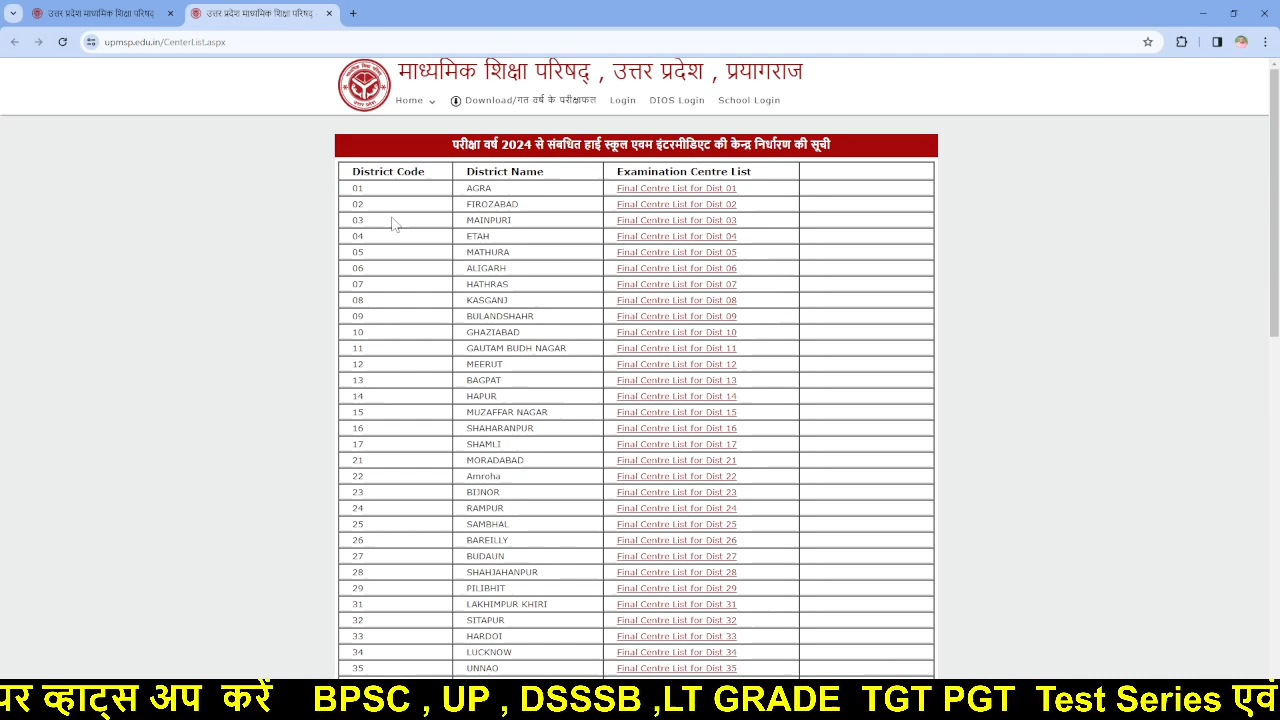 उत्तर प्रदेश माध्यमिक शिक्षा परिषद्,
उत्तर प्रदेश माध्यमिक शिक्षा परिषद्,
upmsp.edu.in/CenterList.aspx
माध्यमिक शिक्षा परिषद् , उत्तर प्रदेश , प्रयागराज
Home Download/गत वर्ष के परीक्षाफल Login DIOS Login School Login
परीक्षा वर्ष 2024 से संबधित हाई स्कूल एवम इंटरमीडिएट की केन्द्र निर्धारण की सूची
District Code District Name Examination Centre List
01 AGRA Final Centre List for Dist 01
02 FIROZABAD Final Centre List for Dist 02
03 MAINPURI Final Centre List for Dist 03
04 ETAH Final Centre List for Dist 04
05 MATHURA Final Centre List for Dist 05
06 ALIGARH Final Centre List for Dist 06
07 HATHRAS Final Centre List for Dist 07
08 KASGANJ Final Centre List for Dist 08
09 BULANDSHAHR Final Centre List for Dist 09
10 GHAZIABAD Final Centre List for Dist 10
11 GAUTAM BUDH NAGAR Final Centre List for Dist 11
12 MEERUT Final Centre List for Dist 12
13 BAGPAT Final Centre List for Dist 13
14 HAPUR Final Centre List for Dist 14
15 MUZAFFAR NAGAR Final Centre List for Dist 15
16 SHAHARANPUR Final Centre List for Dist 16
17 SHAMLI Final Centre List for Dist 17
21 MORADABAD Final Centre List for Dist 21
22 Amroha Final Centre List for Dist 22
23 BIJNOR Final Centre List for Dist 23
24 RAMPUR Final Centre List for Dist 24
25 SAMBHAL Final Centre List for Dist 25
26 BAREILLY Final Centre List for Dist 26
27 BUDAUN Final Centre List for Dist 27
28 SHAHJAHANPUR Final Centre List for Dist 28
29 PILIBHIT Final Centre List for Dist 29
31 LAKHIMPUR KHIRI Final Centre List for Dist 31
32 SITAPUR Final Centre List for Dist 32
33 HARDOI Final Centre List for Dist 33
34 LUCKNOW Final Centre List for Dist 34
35 UNNAO Final Centre List for Dist 35
पर व्हाट्स अप करें BPSC , UP , DSSSB ,LT GRADE TGT PGT Test Series एवं